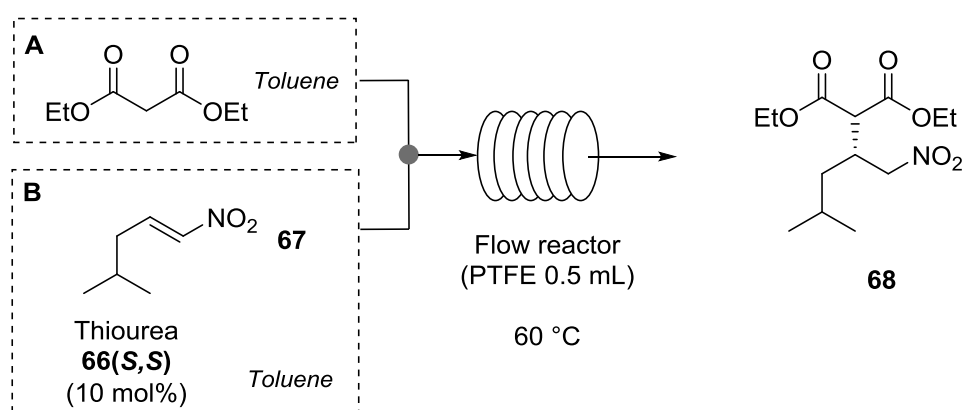 A
O O
EtO OEt
Toluene
B
NO2
67
Thiourea
66(S,S)
(10 mol%)
Toluene
Flow reactor
(PTFE 0.5 mL)
60 °C
O O
EtO OEt
NO2
68